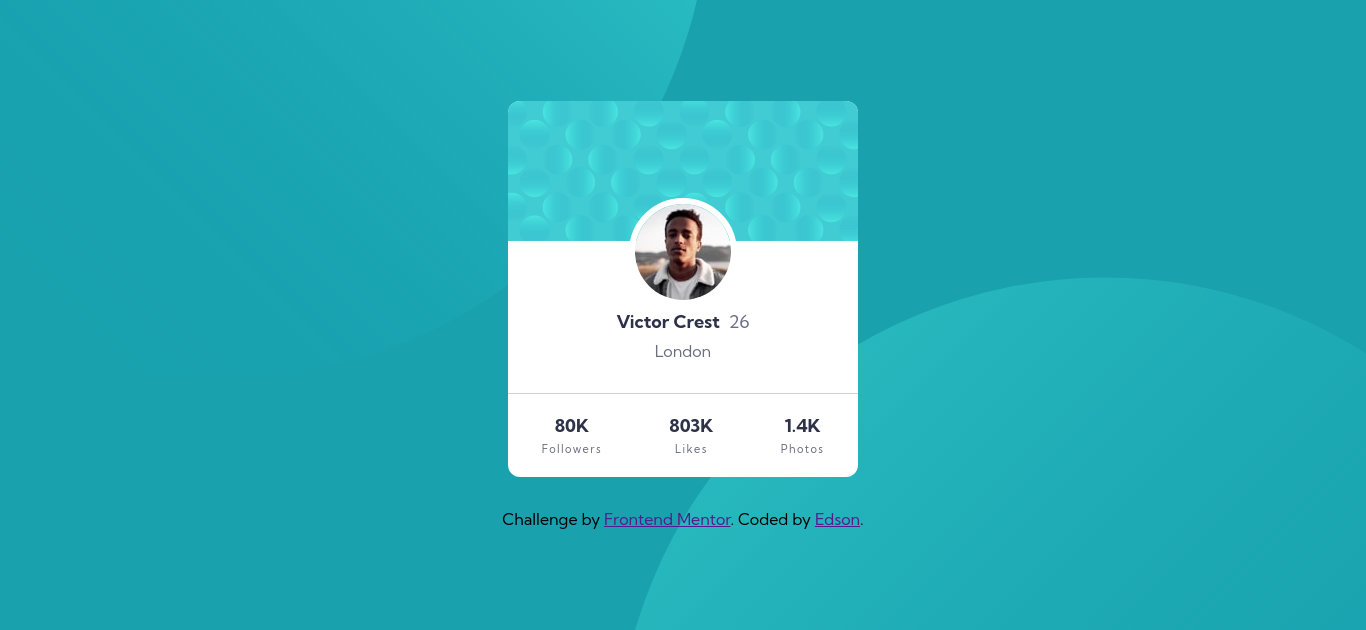 Victor Crest 26
London
80K 803K 1.4K
Followers Likes Photos
Challenge by Frontend Mentor. Coded by Edson.